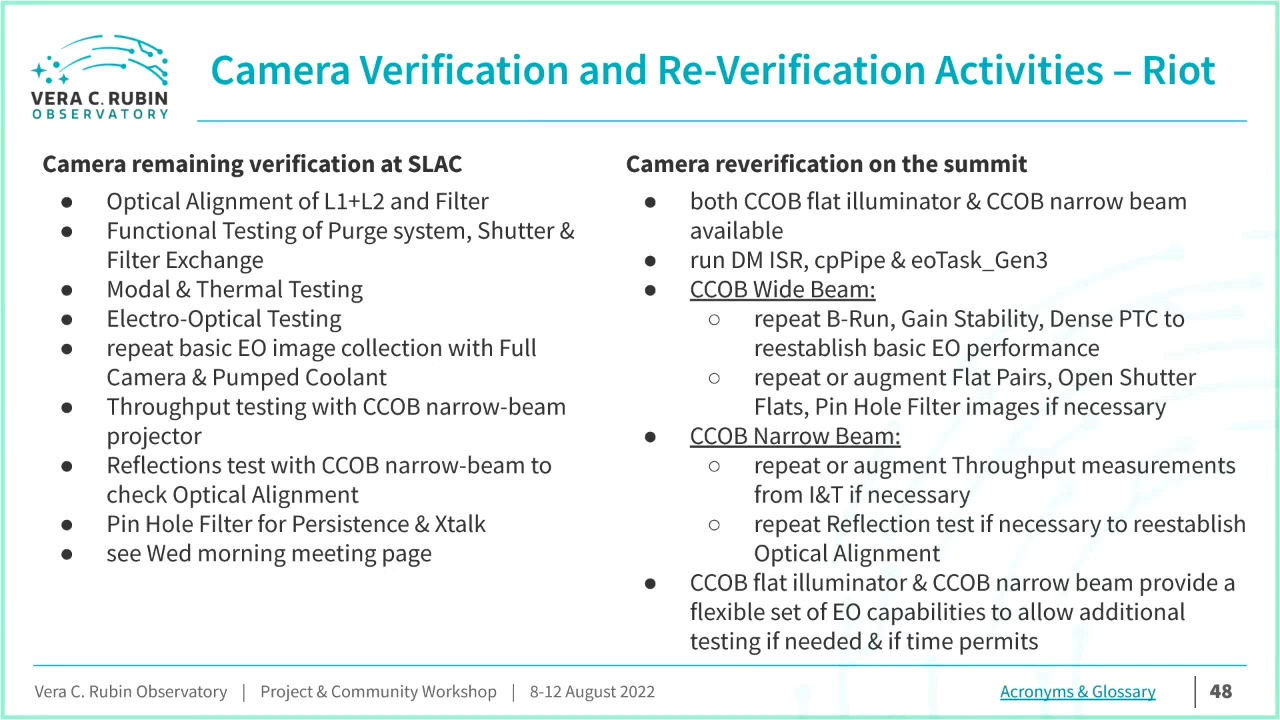 VERA C. RUBIN
OBSERVATORY
Camera Verification and Re-Verification Activities – Riot
Camera remaining verification at SLAC
● Optical Alignment of L1+L2 and Filter
● Functional Testing of Purge system, Shutter &
Filter Exchange
● Modal & Thermal Testing
● Electro-Optical Testing
● repeat basic EO image collection with Full
Camera & Pumped Coolant
● Throughput testing with CCOB narrow-beam
projector
● Reflections test with CCOB narrow-beam to
check Optical Alignment
● Pin Hole Filter for Persistence & Xtalk
● see Wed morning meeting page
Camera reverification on the summit
● both CCOB flat illuminator & CCOB narrow beam
available
● run DM ISR, cpPipe & eoTask_Gen3
● CCOB Wide Beam:
○ repeat B-Run, Gain Stability, Dense PTC to
reestablish basic EO performance
○ repeat or augment Flat Pairs, Open Shutter
Flats, Pin Hole Filter images if necessary
● CCOB Narrow Beam:
○ repeat or augment Throughput measurements
from I&T if necessary
○ repeat Reflection test if necessary to reestablish
Optical Alignment
● CCOB flat illuminator & CCOB narrow beam provide a
flexible set of EO capabilities to allow additional
testing if needed & if time permits
Vera C. Rubin Observatory | Project & Community Workshop | 8-12 August 2022
Acronyms & Glossary
48